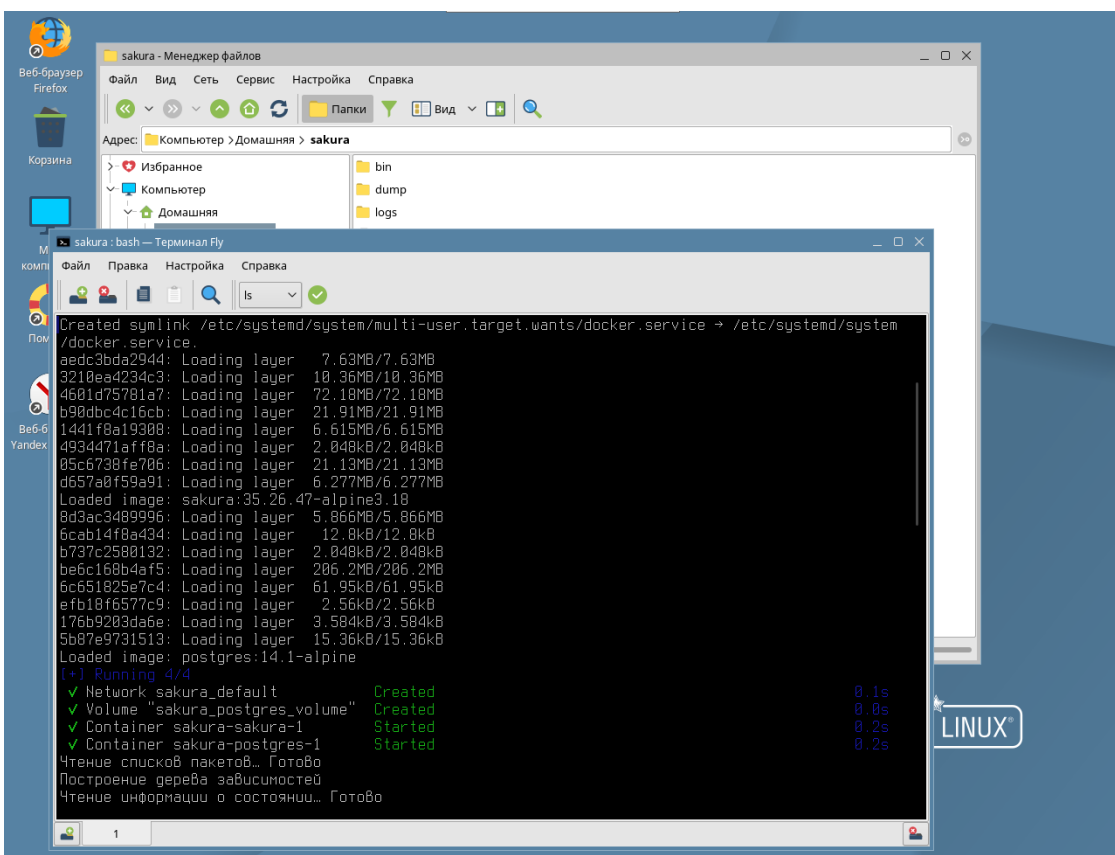 Веб-браузер
Firefox
Корзина
sakura - Менеджер файлов
Файл Вид Сеть Сервис Настройка Справка
Папки Вид
Адрес: Компьютер > Домашняя > sakura
Избранное
Компьютер
Домашняя
bin
dump
logs
sakura : bash — Терминал Fly
Файл Правка Настройка Справка
ls
Created symlink /etc/systemd/system/multi-user.target.wants/docker.service → /etc/systemd/system
/docker.service.
aedc3bda2944: Loading layer 7.63MB/7.63MB
3210ea4234c3: Loading layer 10.36MB/10.36MB
4601d75781a7: Loading layer 72.18MB/72.18MB
b90dbc4c16cb: Loading layer 21.91MB/21.91MB
1441f8a19308: Loading layer 6.615MB/6.615MB
4934471aff8a: Loading layer 2.048kB/2.048kB
05c6738fe706: Loading layer 21.13MB/21.13MB
d657a0f59a91: Loading layer 6.277MB/6.277MB
Loaded image: sakura:35.26.47-alpine3.18
8d3ac3489996: Loading layer 5.866MB/5.866MB
6cab14f8a434: Loading layer 12.8kB/12.8kB
b737c2580132: Loading layer 2.048kB/2.048kB
be6c168b4af5: Loading layer 206.2MB/206.2MB
6c651825e7c4: Loading layer 61.95kB/61.95kB
efb18f6577c9: Loading layer 2.56kB/2.56kB
176b9203da6e: Loading layer 3.584kB/3.584kB
5b87e9731513: Loading layer 15.36kB/15.36kB
Loaded image: postgres:14.1-alpine
[+] Running 4/4
✓ Network sakura_default Created 0.1s
✓ Volume "sakura_postgres_volume" Created 0.0s
✓ Container sakura-sakura-1 Started 0.2s
✓ Container sakura-postgres-1 Started 0.2s
Чтение списков пакетов… Готово
Построение дерева зависимостей
Чтение информации о состоянии… Готово
1
LINUX®
Yandex